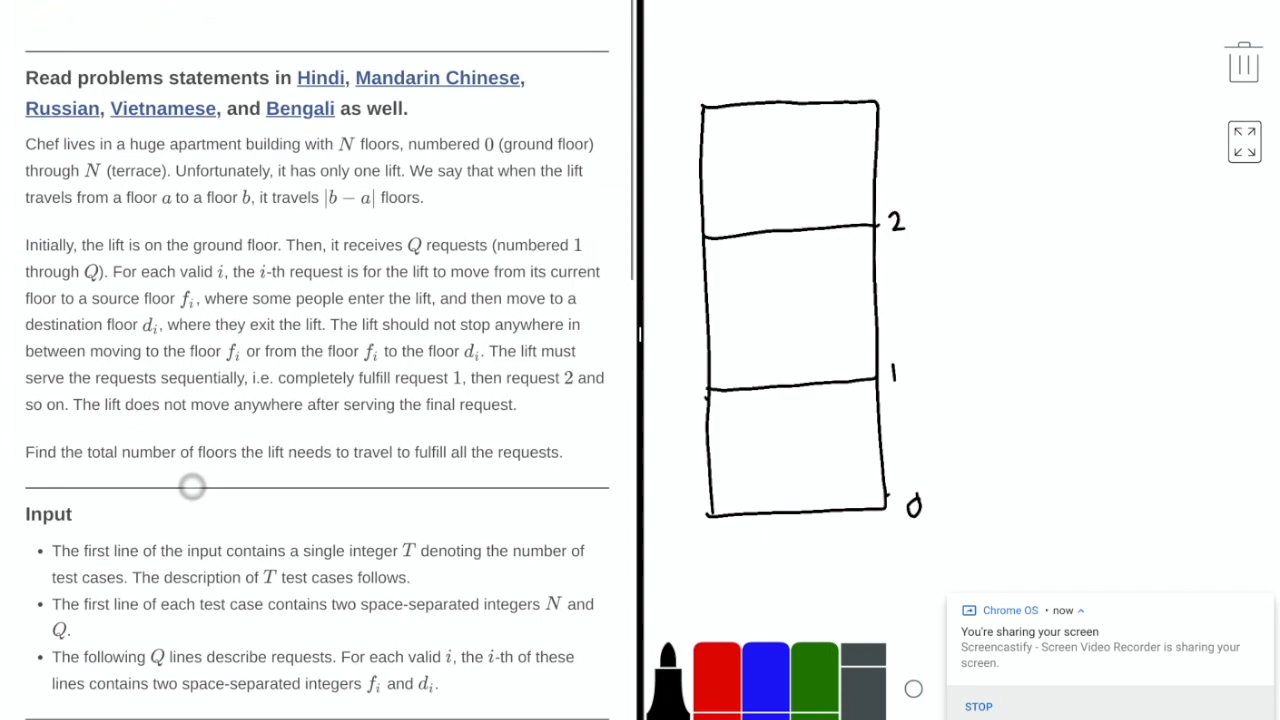 Read problems statements in Hindi, Mandarin Chinese,
Russian, Vietnamese, and Bengali as well.
Chef lives in a huge apartment building with N floors, numbered 0 (ground floor)
through N (terrace). Unfortunately, it has only one lift. We say that when the lift
travels from a floor a to a floor b, it travels |b − a| floors.
Initially, the lift is on the ground floor. Then, it receives Q requests (numbered 1
through Q). For each valid i, the i-th request is for the lift to move from its current
floor to a source floor fᵢ, where some people enter the lift, and then move to a
destination floor dᵢ, where they exit the lift. The lift should not stop anywhere in
between moving to the floor fᵢ or from the floor fᵢ to the floor dᵢ. The lift must
serve the requests sequentially, i.e. completely fulfill request 1, then request 2 and
so on. The lift does not move anywhere after serving the final request.
Find the total number of floors the lift needs to travel to fulfill all the requests.
Input
• The first line of the input contains a single integer T denoting the number of
test cases. The description of T test cases follows.
• The first line of each test case contains two space-separated integers N and
Q.
• The following Q lines describe requests. For each valid i, the i-th of these
lines contains two space-separated integers fᵢ and dᵢ.
2
1
0
Chrome OS • now
You're sharing your screen
Screencastify - Screen Video Recorder is sharing your
screen.
STOP